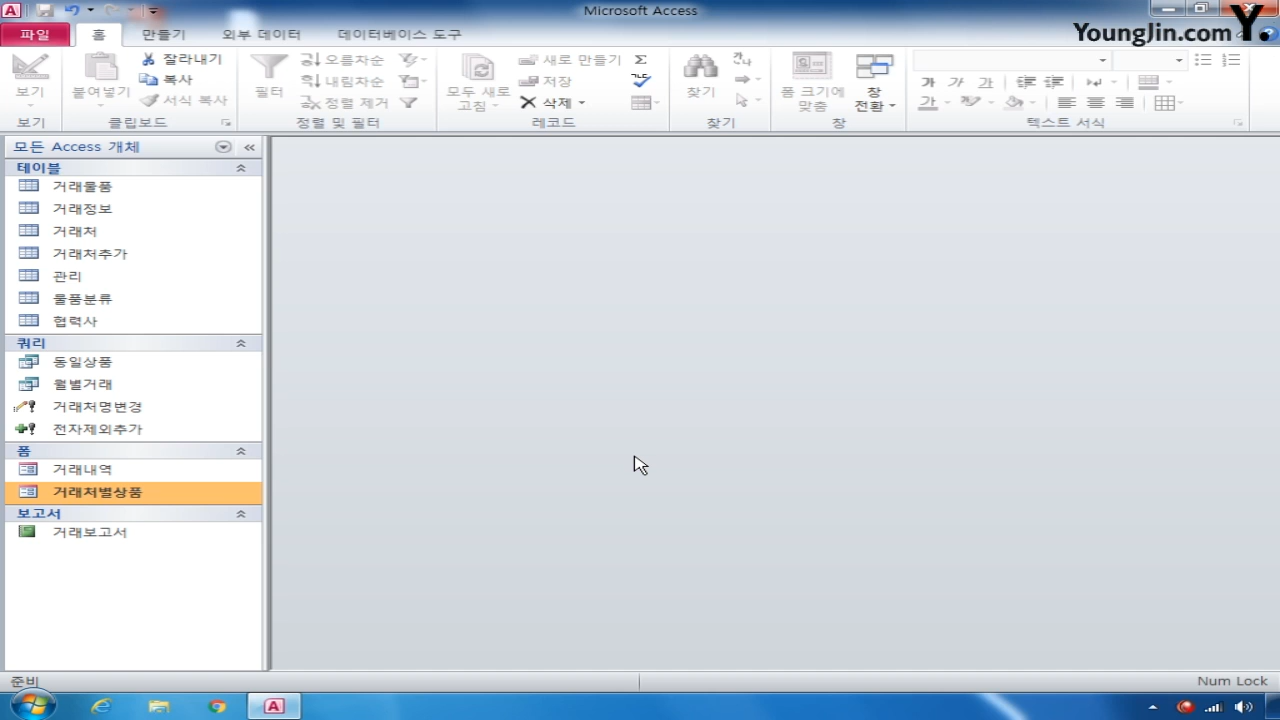 Microsoft Access
YoungJin.com Y.
파일 홈 만들기 외부 데이터 데이터베이스 도구
보기
보기
붙여넣기
잘라내기
복사
서식 복사
클립보드
필터
오름차순
내림차순
정렬 제거
정렬 및 필터
모두 새로 고침
새로 만들기
저장
삭제
레코드
찾기
찾기
폼 크기에 맞춤
창 전환
창
가 가 가
가
텍스트 서식
모든 Access 개체
테이블
거래물품
거래정보
거래처
거래처추가
관리
물품분류
협력사
쿼리
동일상품
월별거래
거래처명변경
전자제외추가
폼
거래내역
거래처별상품
보고서
거래보고서
준비
Num Lock